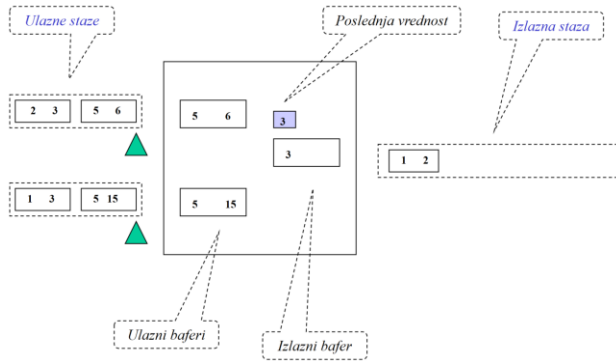 Ulazne staze
Poslednja vrednost
Izlazna staza
2 3 5 6
5 6
3
3
1 2
1 3 5 15
5 15
Ulazni baferi
Izlazni bafer